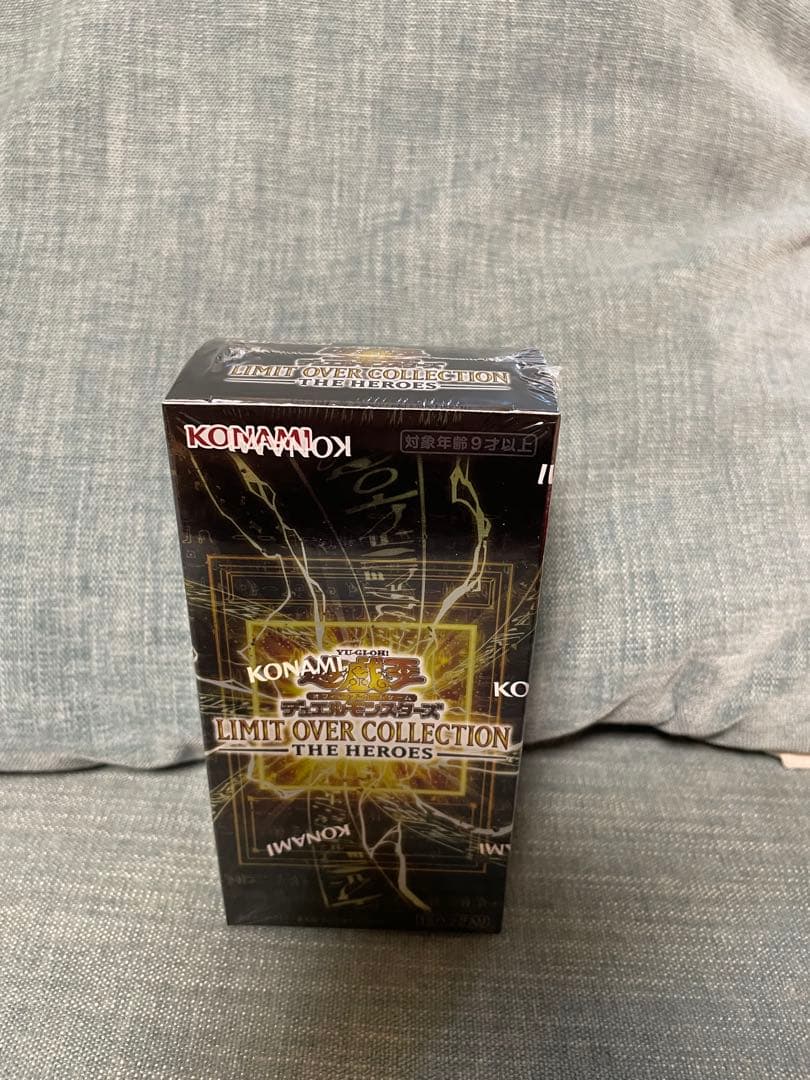 LIMIT OVER COLLECTION
THE HEROES
KONAMI
KONAMI
対象年齢9才以上
YU-GI-OH!
KONAMI
遊戯王
デュエルモンスターズ
KO
LIMIT OVER COLLECTION
THE HEROES
KONAMI